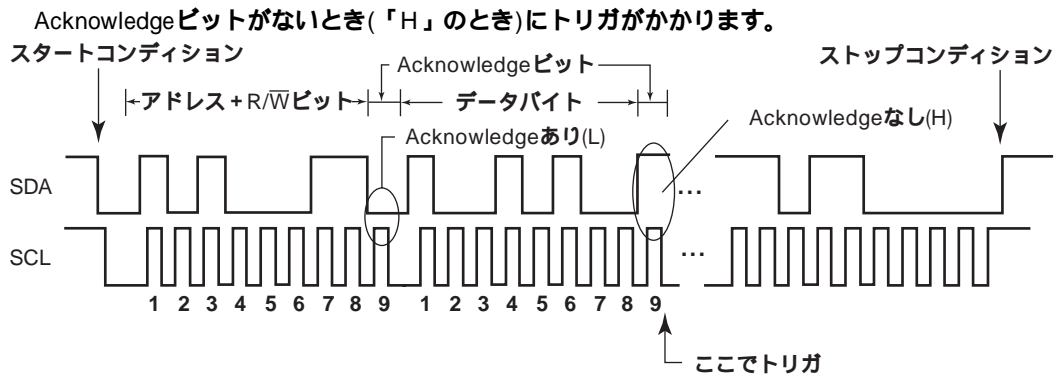 Acknowledgeビットがないとき(「H」のとき)にトリガがかかります。
スタートコンディション
Acknowledgeビット
ストップコンディション
アドレス + R/W̅ビット
データバイト
Acknowledgeあり(L)
Acknowledgeなし(H)
SDA
...
SCL
...
1 2 3 4 5 6 7 8 9 1 2 3 4 5 6 7 8 9
ここでトリガ